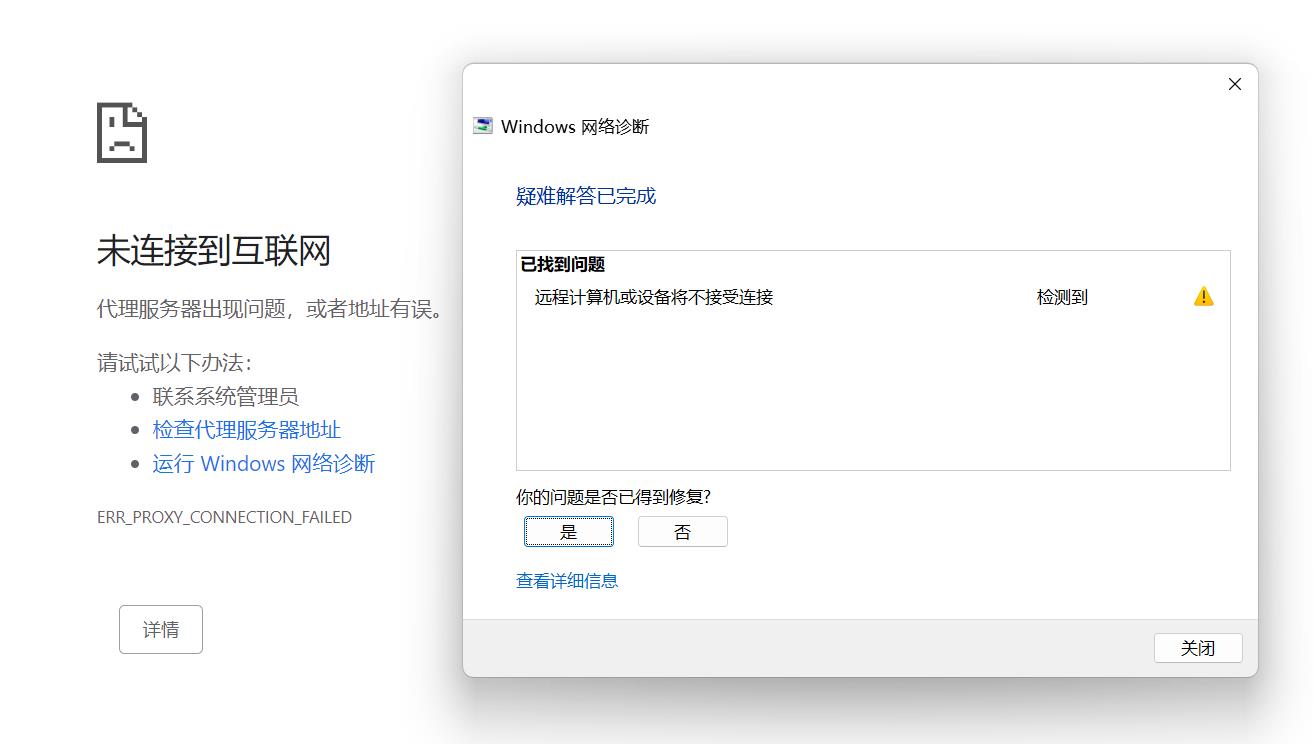 未连接到互联网
代理服务器出现问题，或者地址有误。
请试试以下办法：
联系系统管理员
检查代理服务器地址
运行 Windows 网络诊断
ERR_PROXY_CONNECTION_FAILED
详情
Windows 网络诊断
疑难解答已完成
已找到问题
远程计算机或设备将不接受连接 检测到
你的问题是否已得到修复?
是 否
查看详细信息
关闭